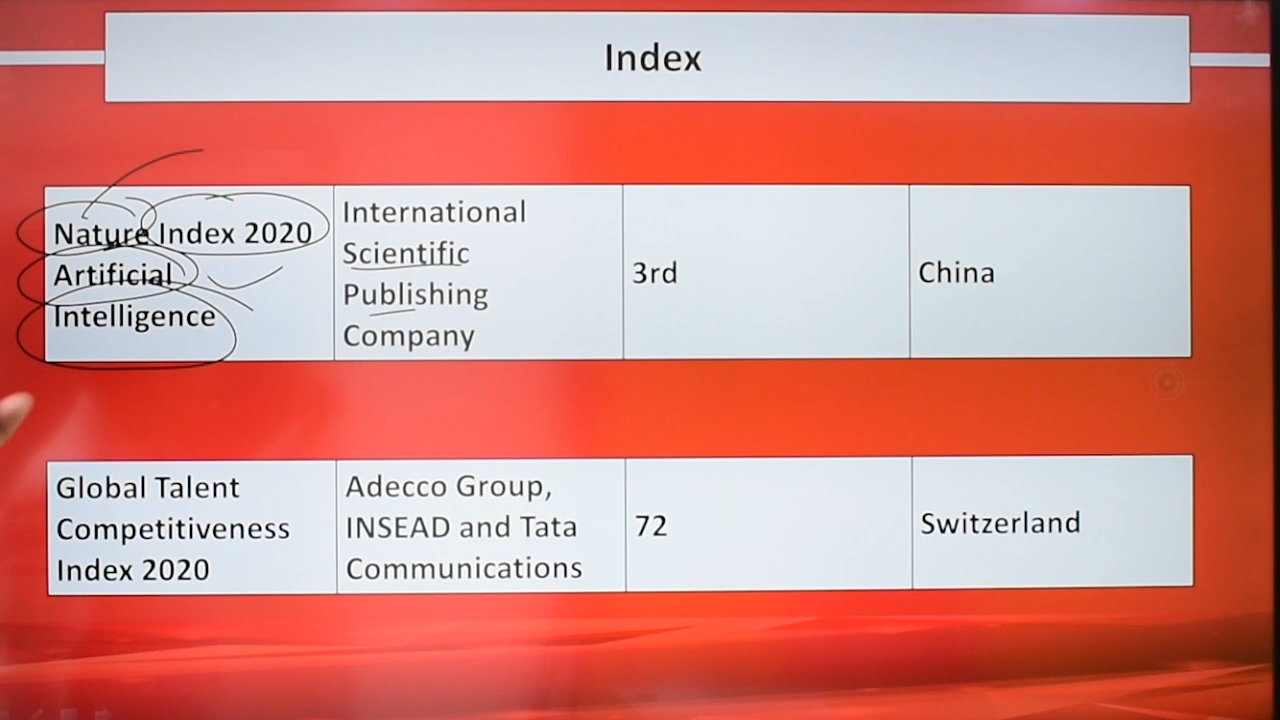 Index
Nature Index 2020
Artificial
Intelligence
International
Scientific
Publishing
Company
3rd
China
Global Talent
Competitiveness
Index 2020
Adecco Group,
INSEAD and Tata
Communications
72
Switzerland